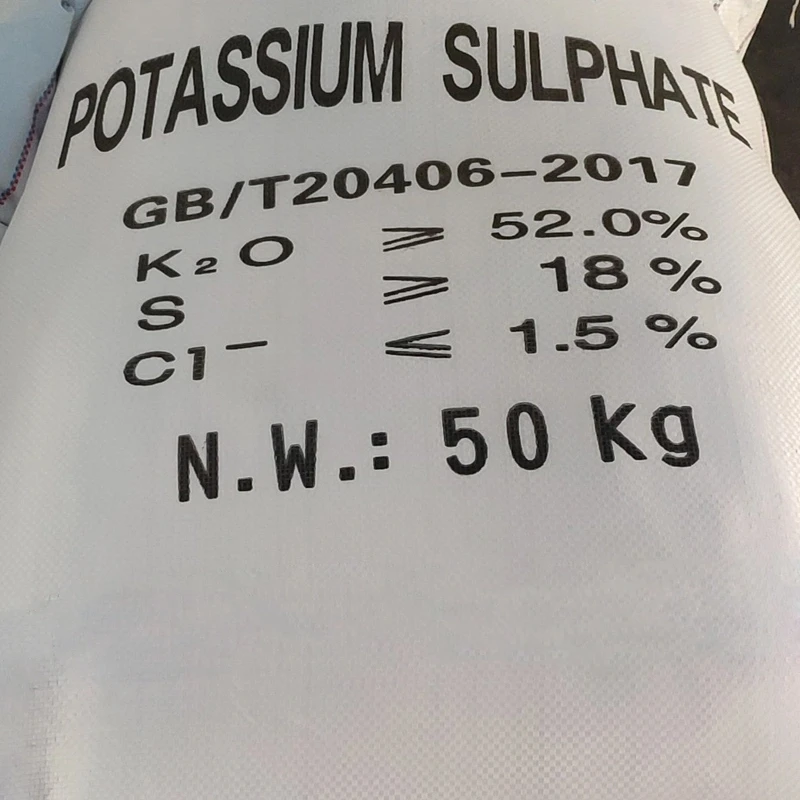 POTASSIUM SULPHATE
GB/T20406-2017
K₂O ≥ 52.0%
S ≥ 18%
Cl⁻ ≤ 1.5%
N.W.: 50 Kg